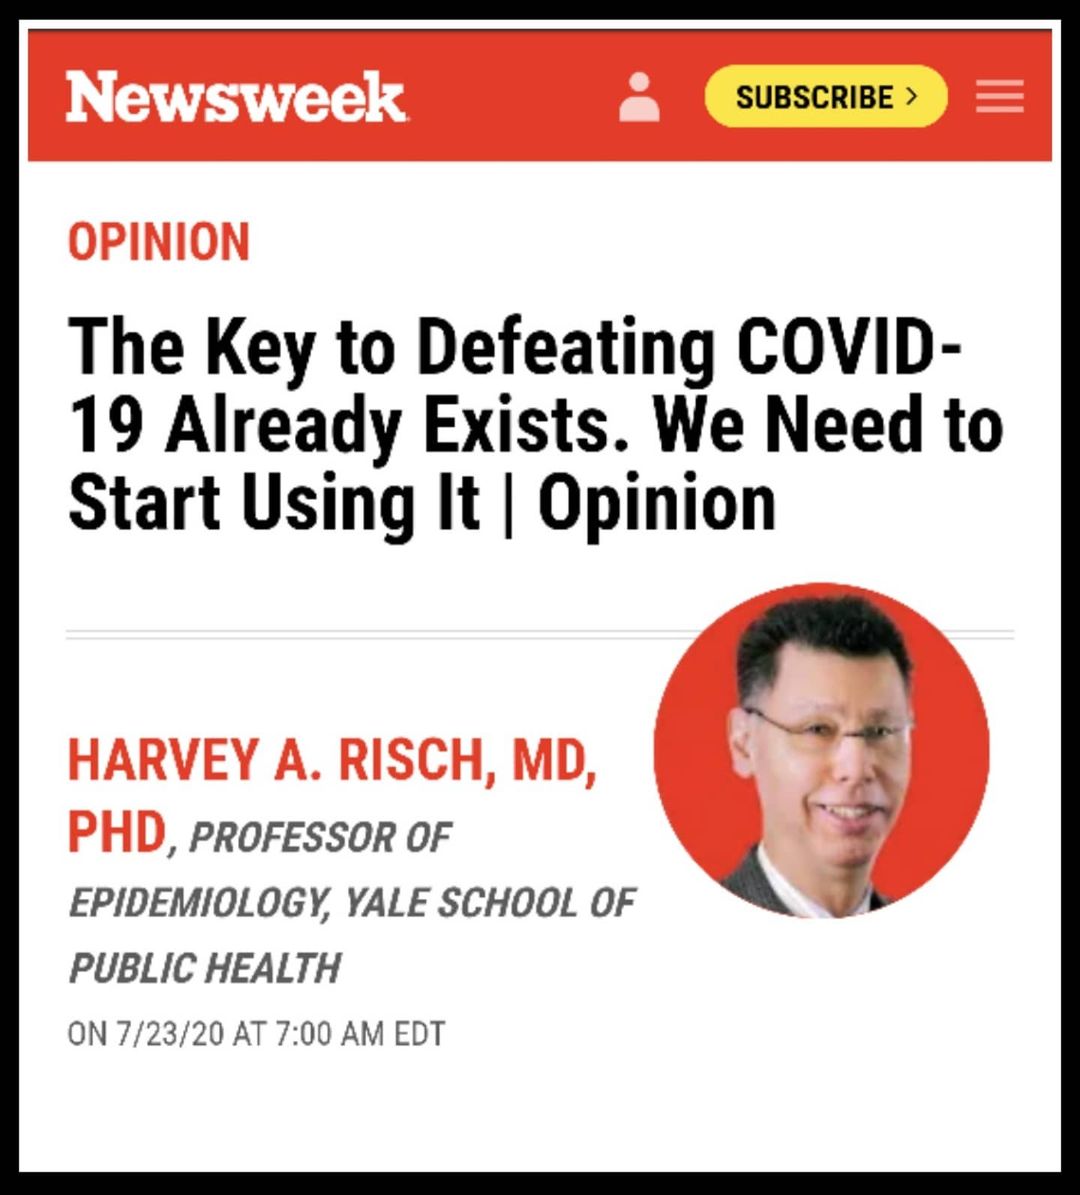 Newsweek
SUBSCRIBE >
OPINION
The Key to Defeating COVID-
19 Already Exists. We Need to
Start Using It | Opinion
HARVEY A. RISCH, MD,
PHD, PROFESSOR OF
EPIDEMIOLOGY, YALE SCHOOL OF
PUBLIC HEALTH
ON 7/23/20 AT 7:00 AM EDT